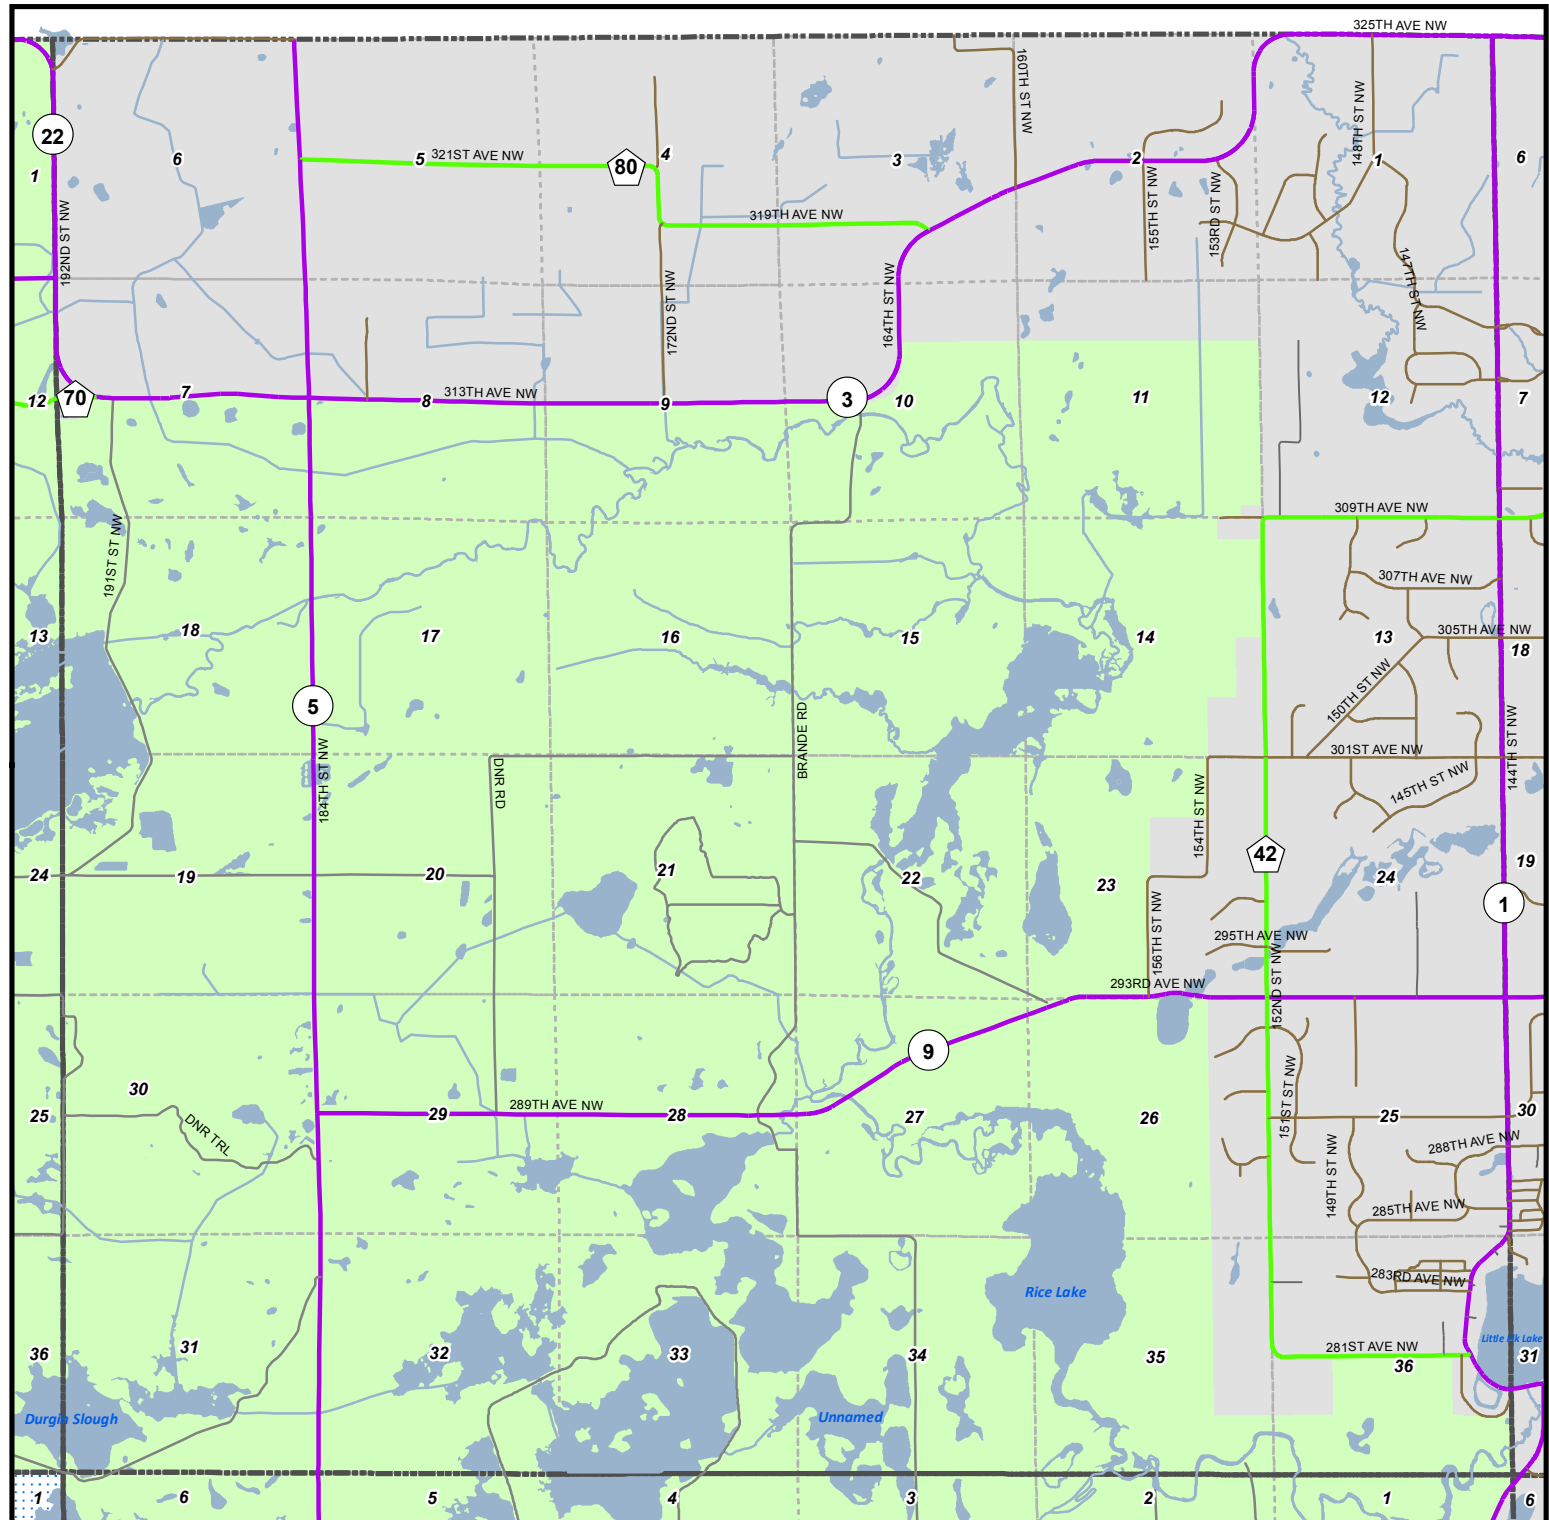 325TH AVE NW
160TH ST NW
148TH ST NW
22
6
5
321ST AVE NW
80
4
3
2
1
6
1
192ND ST NW
319TH AVE NW
155TH ST NW
153RD ST NW
147TH ST NW
172ND ST NW
164TH ST NW
12
70
7
313TH AVE NW
8
9
3
10
11
12
7
309TH AVE NW
191ST ST NW
307TH AVE NW
13
18
17
16
15
14
13
305TH AVE NW
18
150TH ST NW
5
BRANDE RD
301ST AVE NW
144TH ST NW
184TH ST NW
DNR RD
154TH ST NW
145TH ST NW
42
24
19
20
21
22
23
24
19
1
156TH ST NW
295TH AVE NW
152ND ST NW
293RD AVE NW
9
30
25
DNR TRL
29
289TH AVE NW
28
27
26
151ST ST NW
25
30
149TH ST NW
288TH AVE NW
285TH AVE NW
283RD AVE NW
Rice Lake
Little Elk Lake
36
31
32
33
34
35
281ST AVE NW
36
31
Durgin Slough
Unnamed
1
6
5
4
3
2
1
6